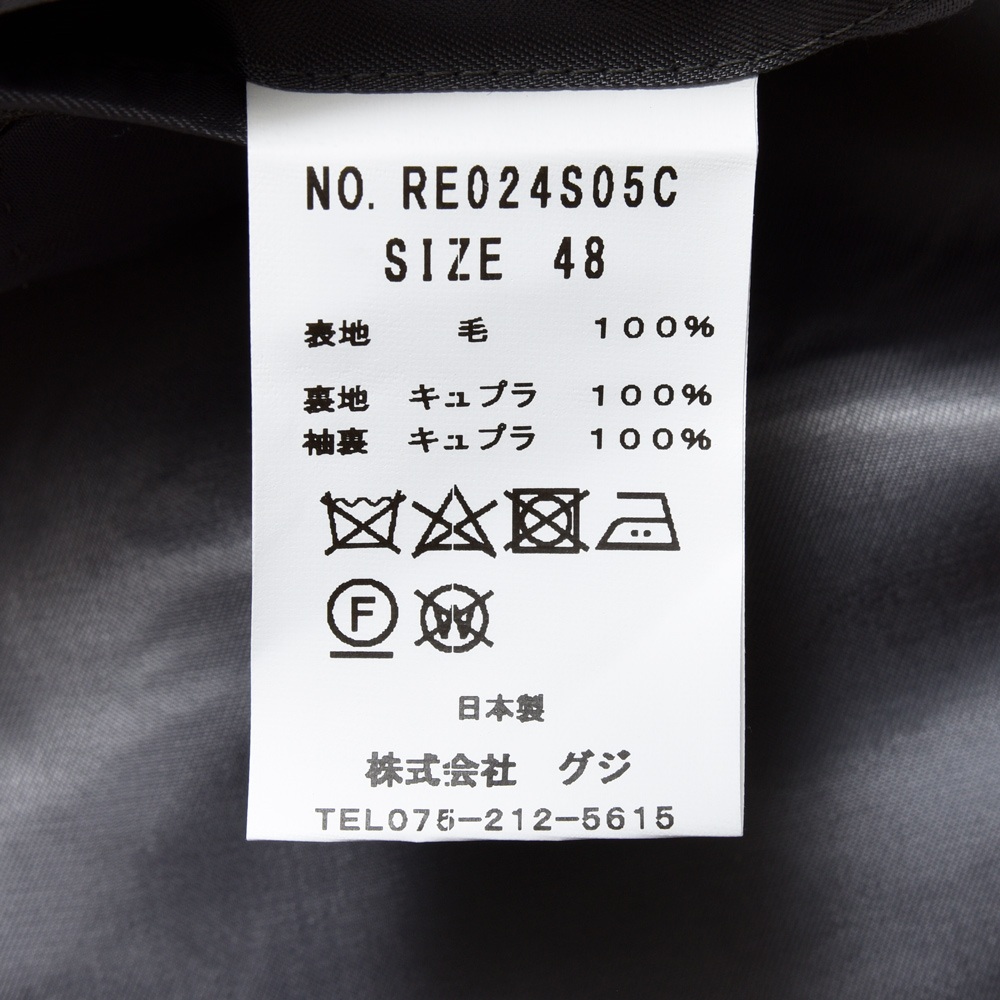 NO. RE024S05C
SIZE 48
表地 毛 100%
裏地 キュプラ 100%
袖裏 キュプラ 100%
F
W
日本製
株式会社 グジ
TEL075-212-5615